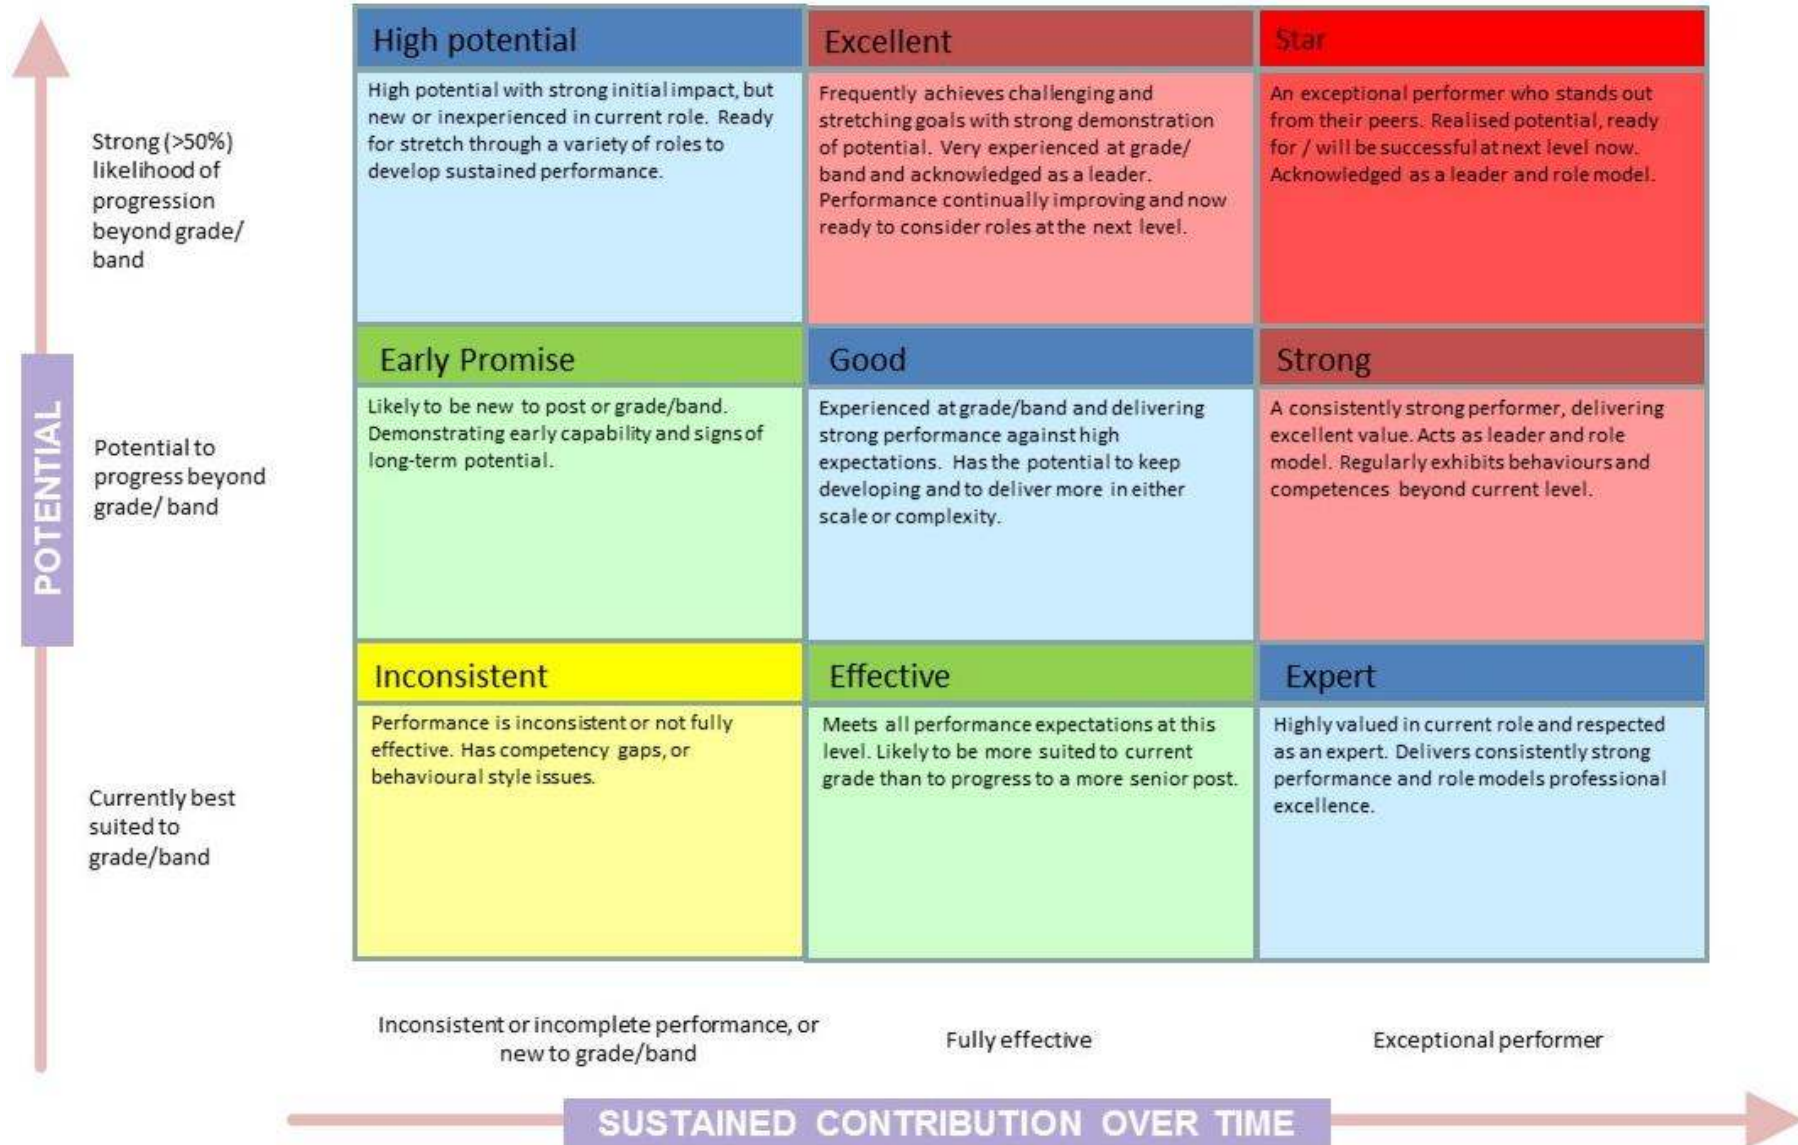 High potential
Excellent
Star
Strong (>50%)
likelihood of
progression
beyond grade/
band
High potential with strong initial impact, but
new or inexperienced in current role. Ready
for stretch through a variety of roles to
develop sustained performance.
Frequently achieves challenging and
stretching goals with strong demonstration
of potential. Very experienced at grade/
band and acknowledged as a leader.
Performance continually improving and now
ready to consider roles at the next level.
An exceptional performer who stands out
from their peers. Realised potential, ready
for / will be successful at next level now.
Acknowledged as a leader and role model.
Early Promise
Good
Strong
POTENTIAL
Potential to
progress beyond
grade/ band
Likely to be new to post or grade/band.
Demonstrating early capability and signs of
long-term potential.
Experienced at grade/band and delivering
strong performance against high
expectations. Has the potential to keep
developing and to deliver more in either
scale or complexity.
A consistently strong performer, delivering
excellent value. Acts as leader and role
model. Regularly exhibits behaviours and
competences beyond current level.
Inconsistent
Effective
Expert
Currently best
suited to
grade/band
Performance is inconsistent or not fully
effective. Has competency gaps, or
behavioural style issues.
Meets all performance expectations at this
level. Likely to be more suited to current
grade than to progress to a more senior post.
Highly valued in current role and respected
as an expert. Delivers consistently strong
performance and role models professional
excellence.
Inconsistent or incomplete performance, or
new to grade/band
Fully effective
Exceptional performer
SUSTAINED CONTRIBUTION OVER TIME